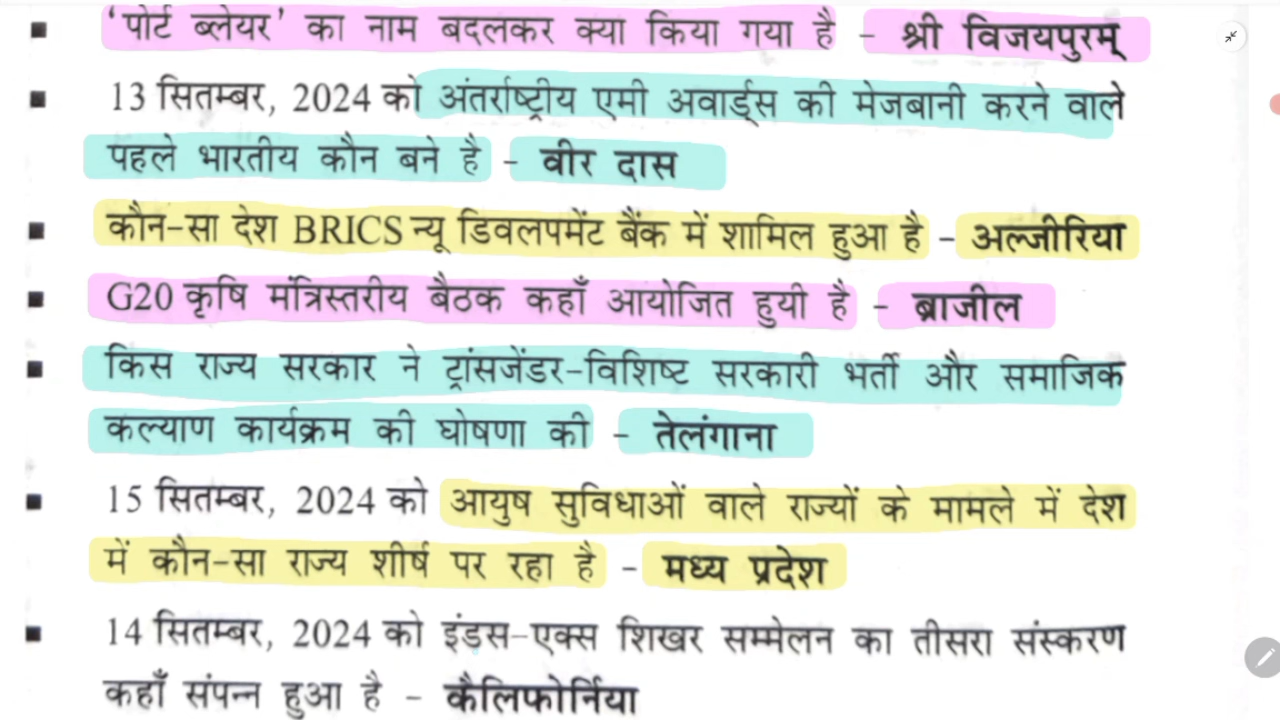 ▪ 'पोर्ट ब्लेयर' का नाम बदलकर क्या किया गया है - श्री विजयपुरम्
▪ 13 सितम्बर, 2024 को अंतर्राष्ट्रीय एमी अवार्ड्स की मेजबानी करने वाले
पहले भारतीय कौन बने है - वीर दास
▪ कौन-सा देश BRICS न्यू डिवलपमेंट बैंक में शामिल हुआ है - अल्जीरिया
▪ G20 कृषि मंत्रिस्तरीय बैठक कहाँ आयोजित हुयी है - ब्राजील
▪ किस राज्य सरकार ने ट्रांसजेंडर-विशिष्ट सरकारी भर्ती और समाजिक
कल्याण कार्यक्रम की घोषणा की - तेलंगाना
▪ 15 सितम्बर, 2024 को आयुष सुविधाओं वाले राज्यों के मामले में देश
में कौन-सा राज्य शीर्ष पर रहा है - मध्य प्रदेश
▪ 14 सितम्बर, 2024 को इंडस-एक्स शिखर सम्मेलन का तीसरा संस्करण
कहाँ संपन्न हुआ है - कैलिफोर्निया